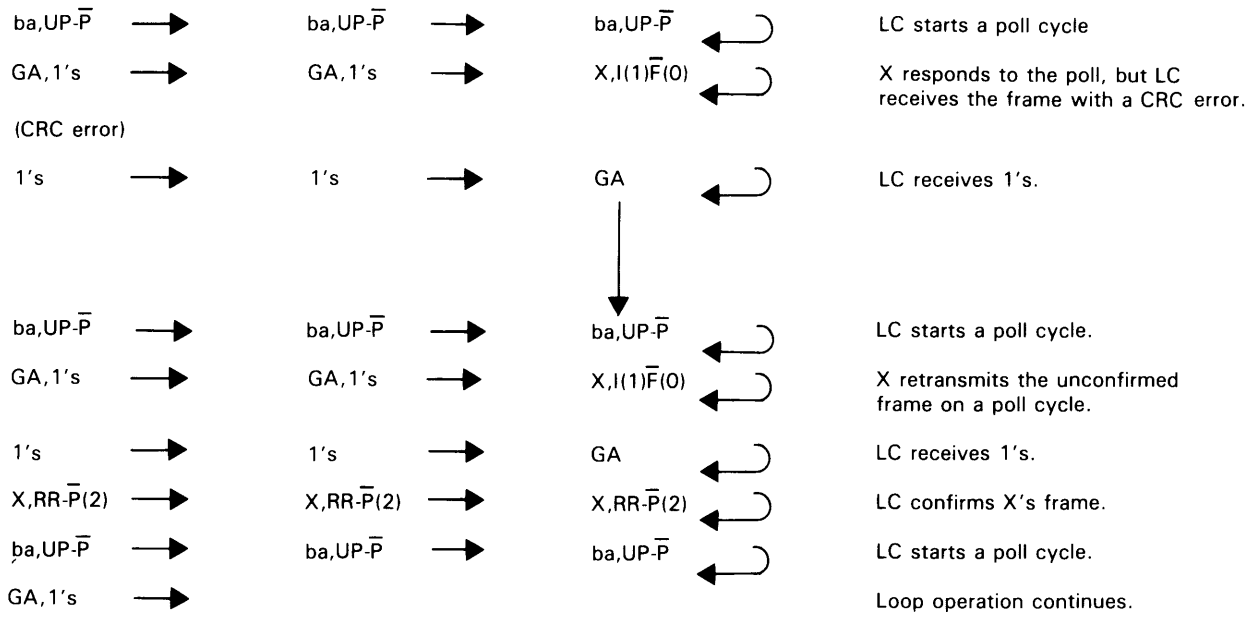 ba,UP-P̅ ba,UP-P̅ ba,UP-P̅ LC starts a poll cycle
GA,1's GA,1's X,I(1)F̅(0) X responds to the poll, but LC
receives the frame with a CRC error.
(CRC error)
1's 1's GA LC receives 1's.
ba,UP-P̅ ba,UP-P̅ ba,UP-P̅ LC starts a poll cycle.
GA,1's GA,1's X,I(1)F̅(0) X retransmits the unconfirmed
frame on a poll cycle.
1's 1's GA LC receives 1's.
X,RR-P̅(2) X,RR-P̅(2) X,RR-P̅(2) LC confirms X's frame.
ba,UP-P̅ ba,UP-P̅ ba,UP-P̅ LC starts a poll cycle.
GA,1's Loop operation continues.